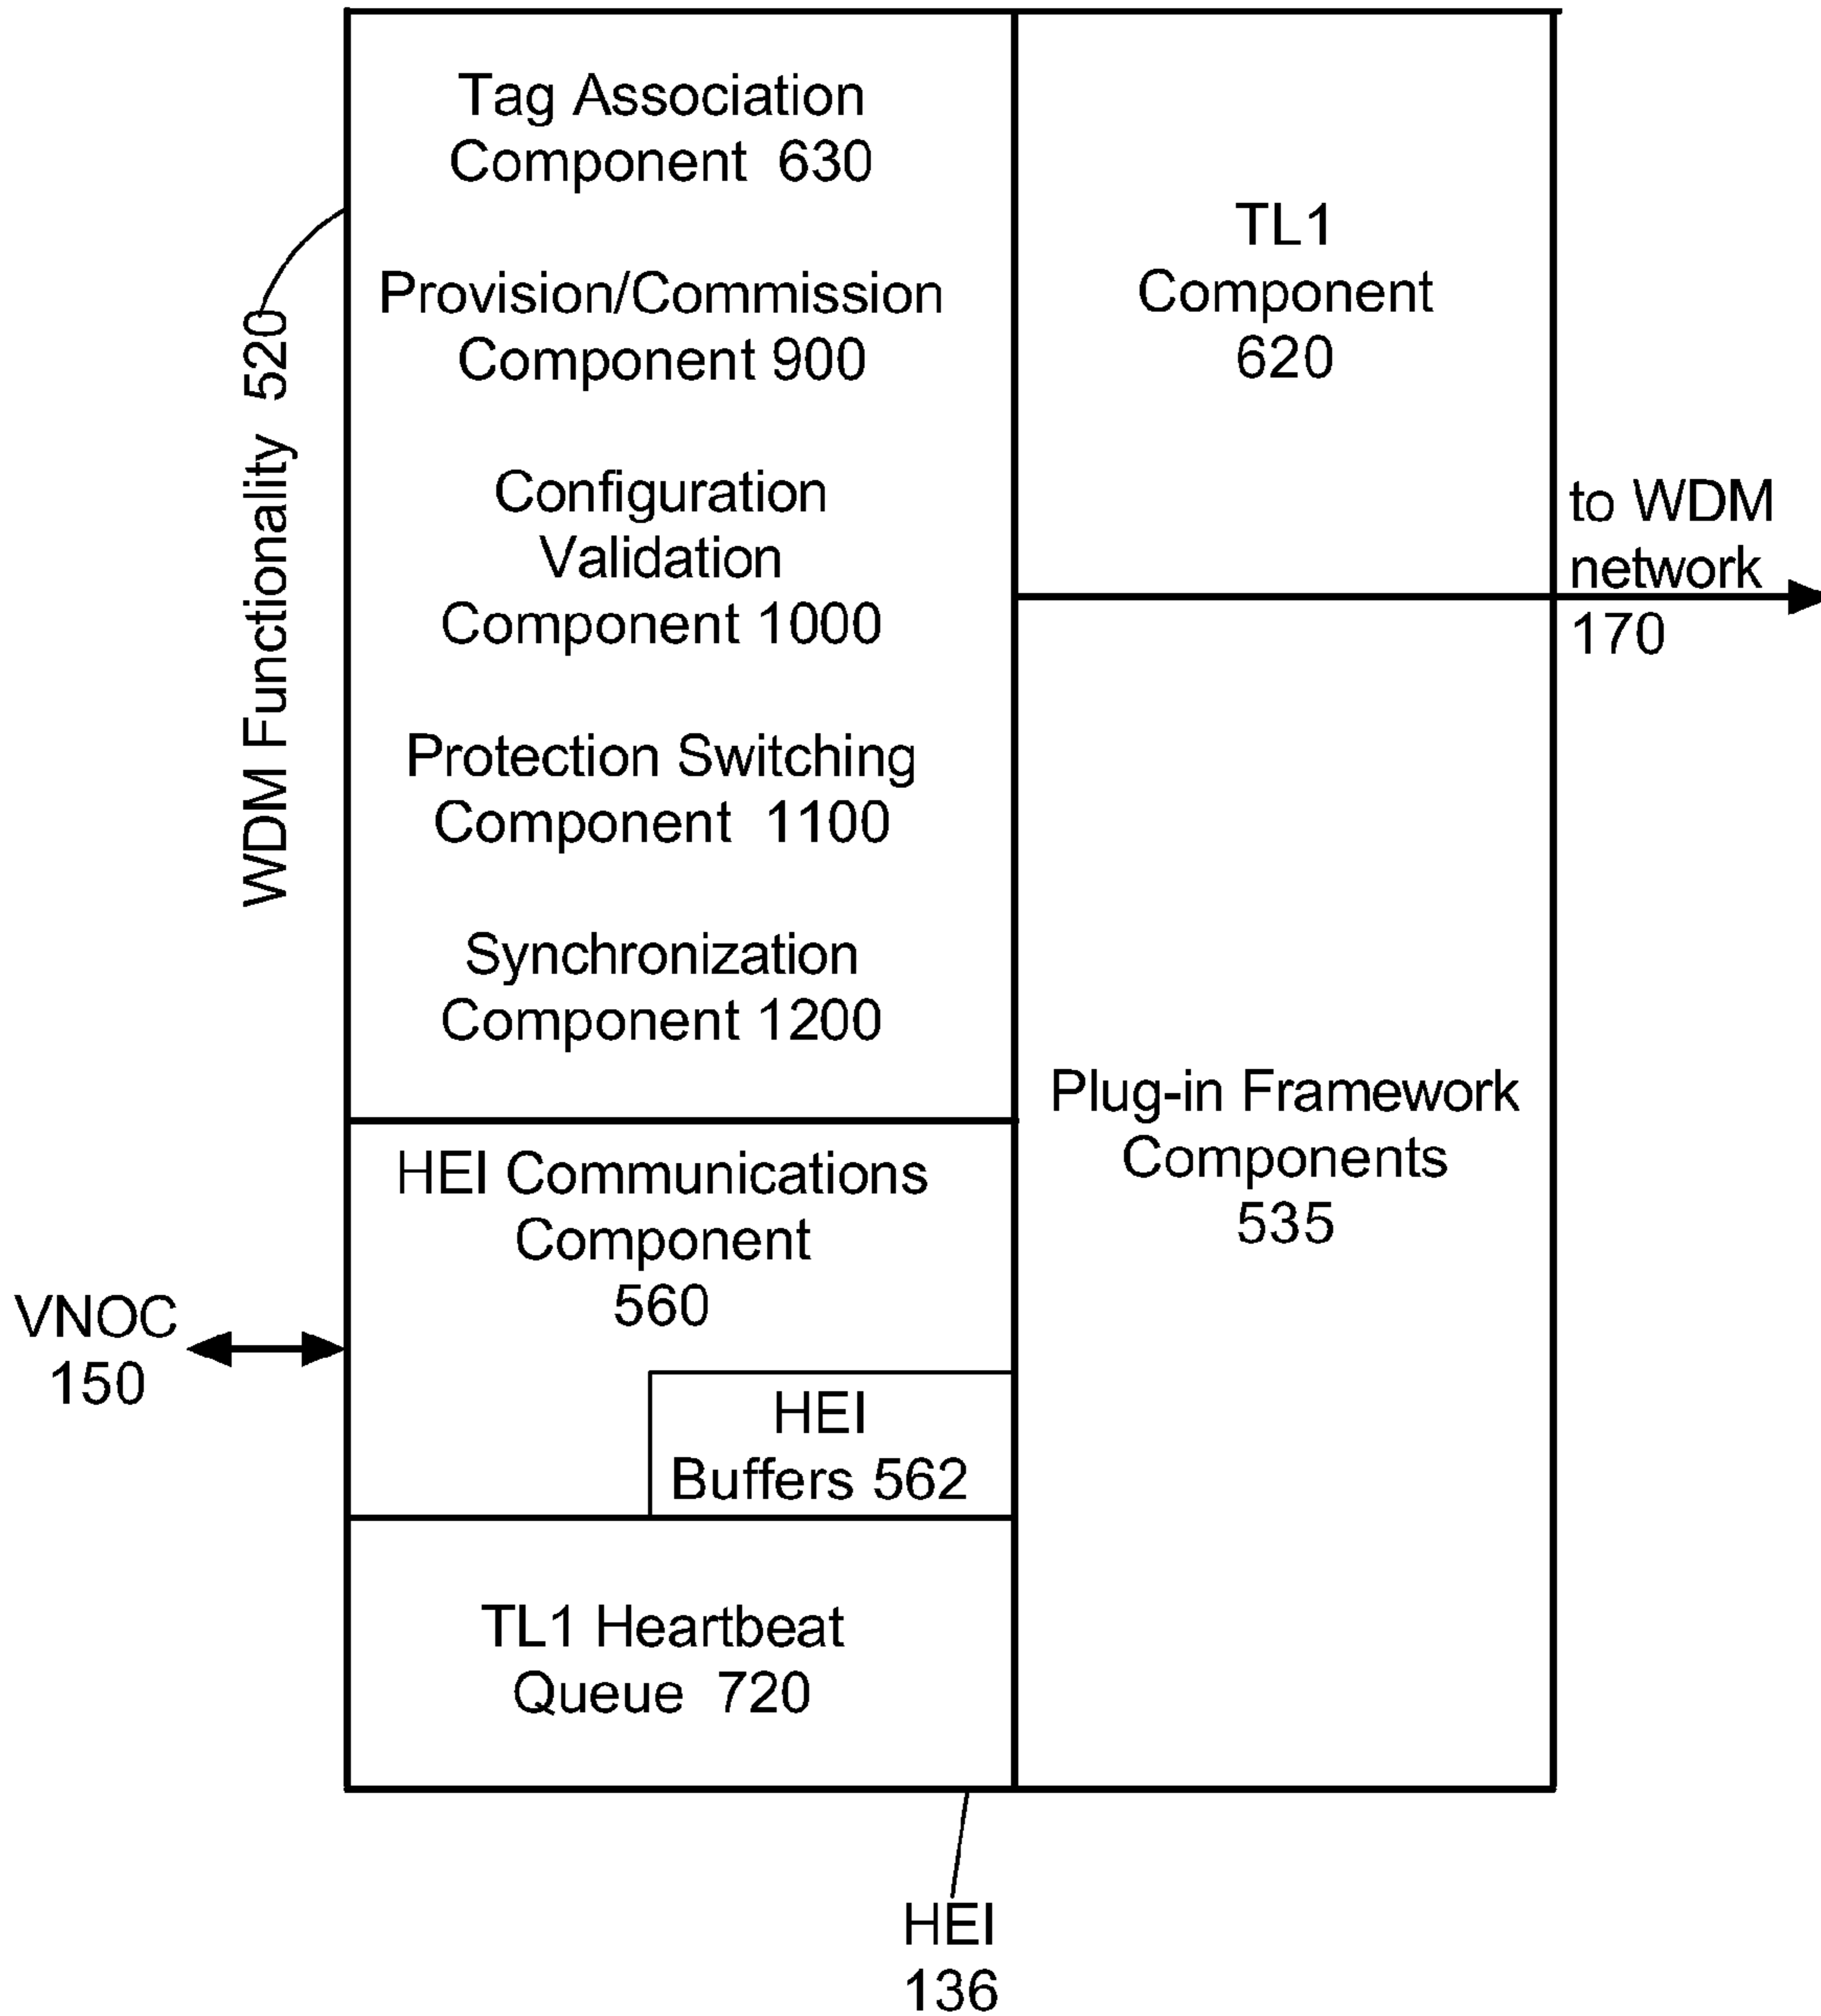 Tag Association
Component 630
Provision/Commission
Component 900
Configuration
Validation
Component 1000
Protection Switching
Component 1100
Synchronization
Component 1200
WDM Functionality 520
TL1
Component
620
to WDM
network
170
Plug-in Framework
Components
535
HEI Communications
Component
560
VNOC
150
HEI
Buffers 562
TL1 Heartbeat
Queue 720
HEI
136